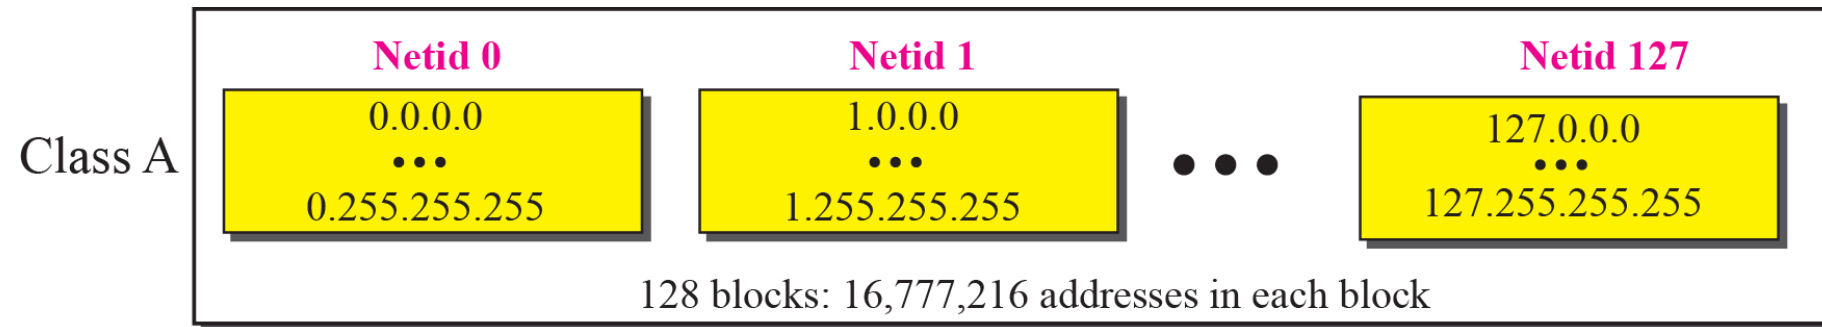 Netid 0 Netid 1 Netid 127
0.0.0.0 1.0.0.0 127.0.0.0
Class A ••• ••• ••• •••
0.255.255.255 1.255.255.255 127.255.255.255
128 blocks: 16,777,216 addresses in each block